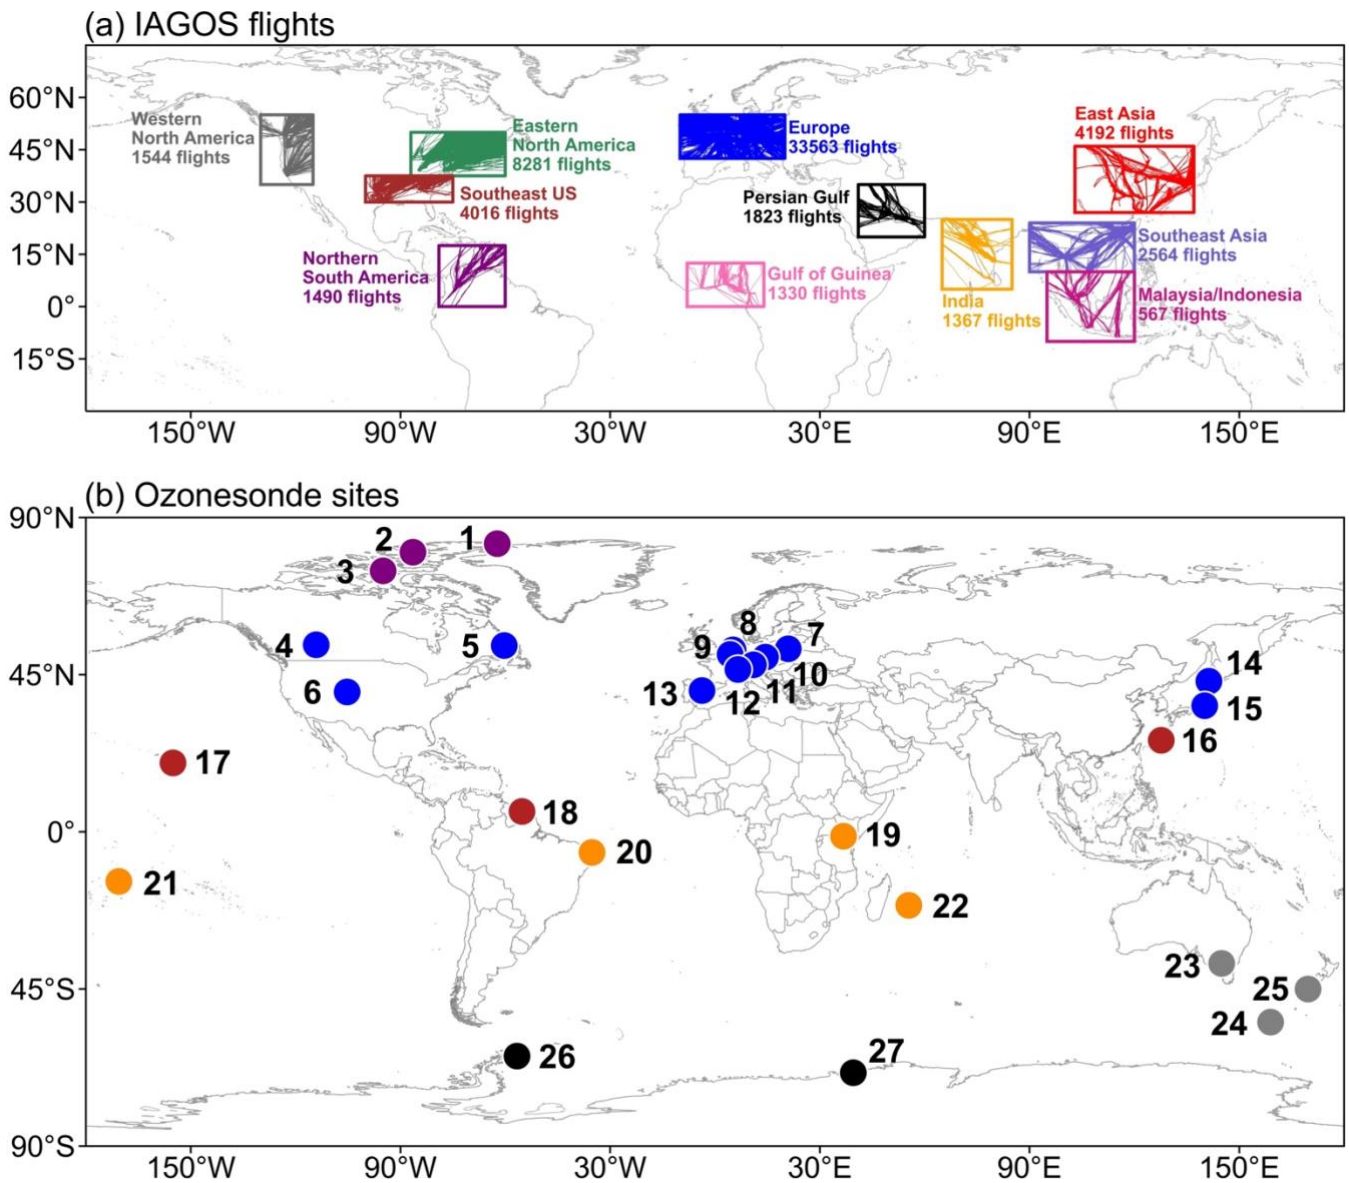 (a) IAGOS flights
60°N
45°N
30°N
15°N
0°
15°S
Western
North America
1544 flights
Eastern
North America
8281 flights
Southeast US
4016 flights
Northern
South America
1490 flights
Europe
33563 flights
Persian Gulf
1823 flights
Gulf of Guinea
1330 flights
India
1367 flights
East Asia
4192 flights
Southeast Asia
2564 flights
Malaysia/Indonesia
567 flights
150°W
90°W
30°W
30°E
90°E
150°E
(b) Ozonesonde sites
90°N
45°N
0°
45°S
90°S
1
2
3
4
5
6
7
8
9
10
11
12
13
14
15
16
17
18
19
20
21
22
23
24
25
26
27
150°W
90°W
30°W
30°E
90°E
150°E